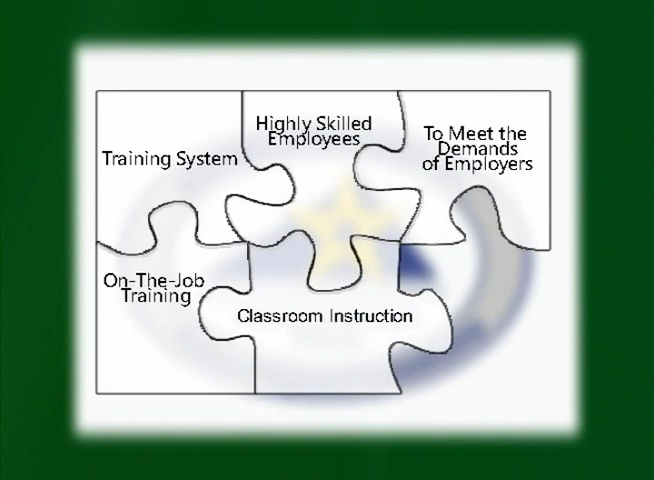 Training System
Highly Skilled
Employees
To Meet the
Demands
of Employers
On-The-Job
Training
Classroom Instruction